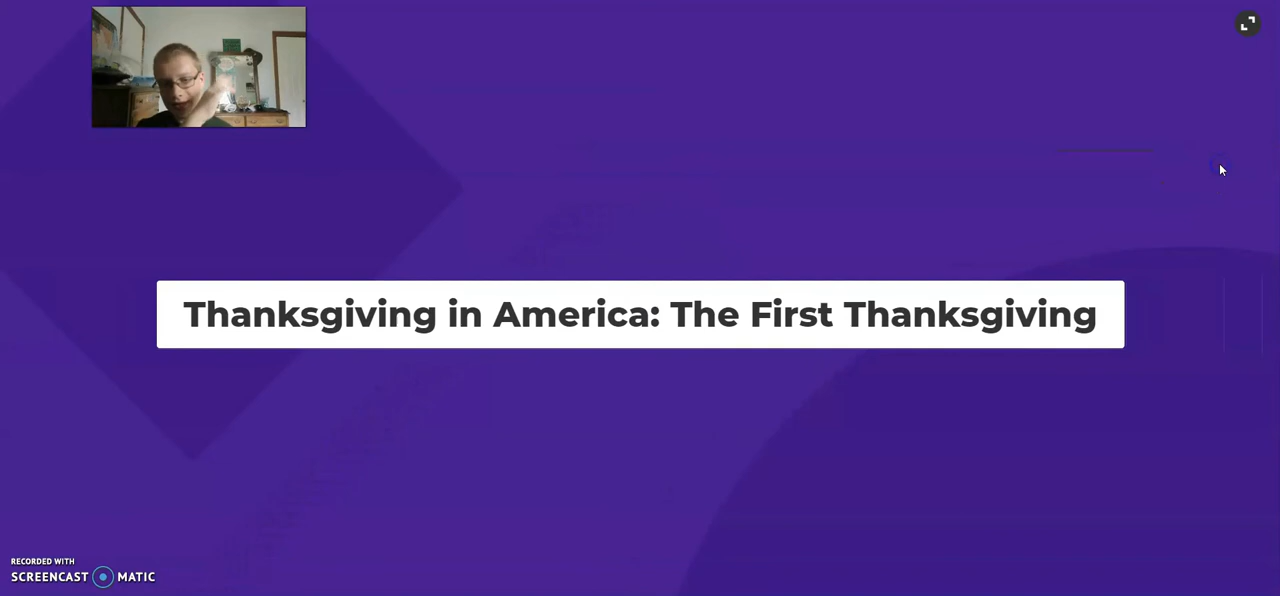 Thanksgiving in America: The First Thanksgiving
RECORDED WITH
SCREENCAST MATIC